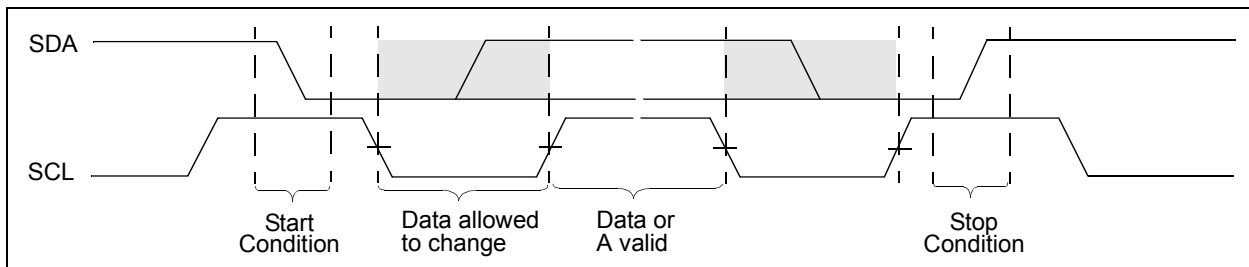 SDA
SCL
Start
Condition
Data allowed
to change
Data or
A valid
Stop
Condition